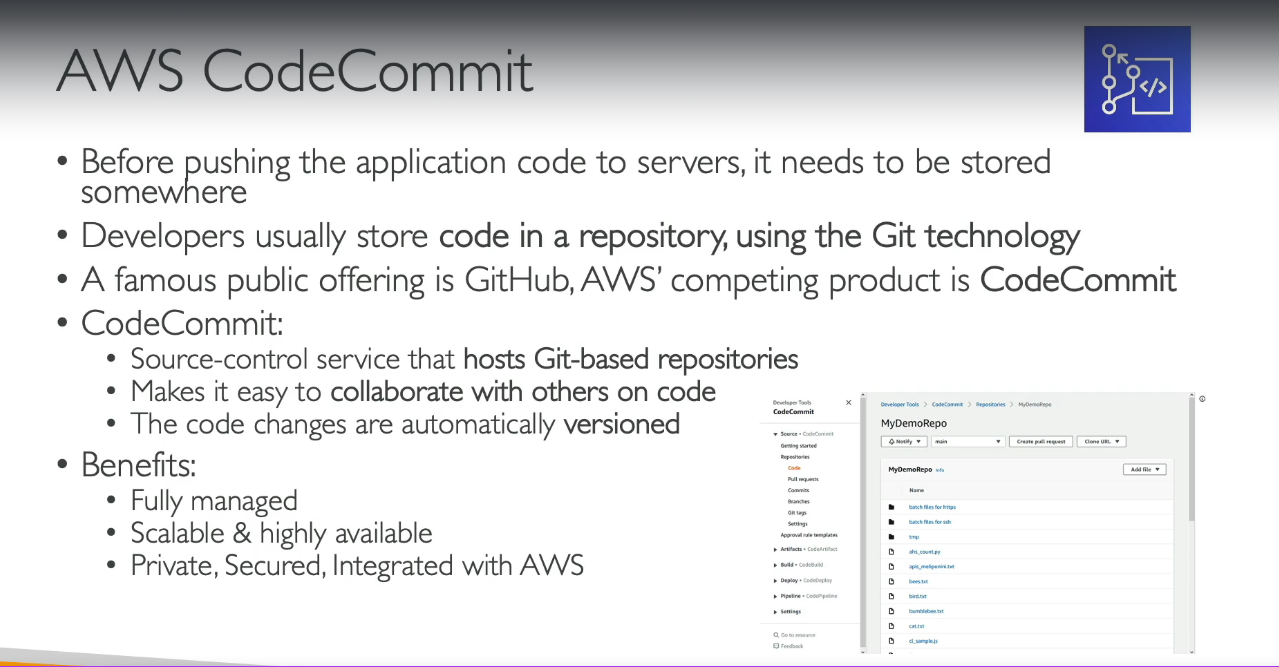 AWS CodeCommit
• Before pushing the application code to servers, it needs to be stored
somewhere
• Developers usually store code in a repository, using the Git technology
• A famous public offering is GitHub, AWS’ competing product is CodeCommit
• CodeCommit:
• Source-control service that hosts Git-based repositories
• Makes it easy to collaborate with others on code
• The code changes are automatically versioned
• Benefits:
• Fully managed
• Scalable & highly available
• Private, Secured, Integrated with AWS
Developer Tools
CodeCommit
Source • CodeCommit
Getting started
Repositories
Code
Pull requests
Commits
Branches
Git tags
Settings
Approval rule templates
Artifacts • CodeArtifact
Build • CodeBuild
Deploy • CodeDeploy
Pipeline • CodePipeline
Settings
Go to resource
Feedback
Developer Tools > CodeCommit > Repositories > MyDemoRepo
MyDemoRepo
Notify main Create pull request Clone URL
MyDemoRepo Info Add file
Name
batch files for https
batch files for ssh
tmp
ahs_count.py
apis_meliponini.txt
bees.txt
bird.txt
bumblebee.txt
cat.txt
cl_sample.js